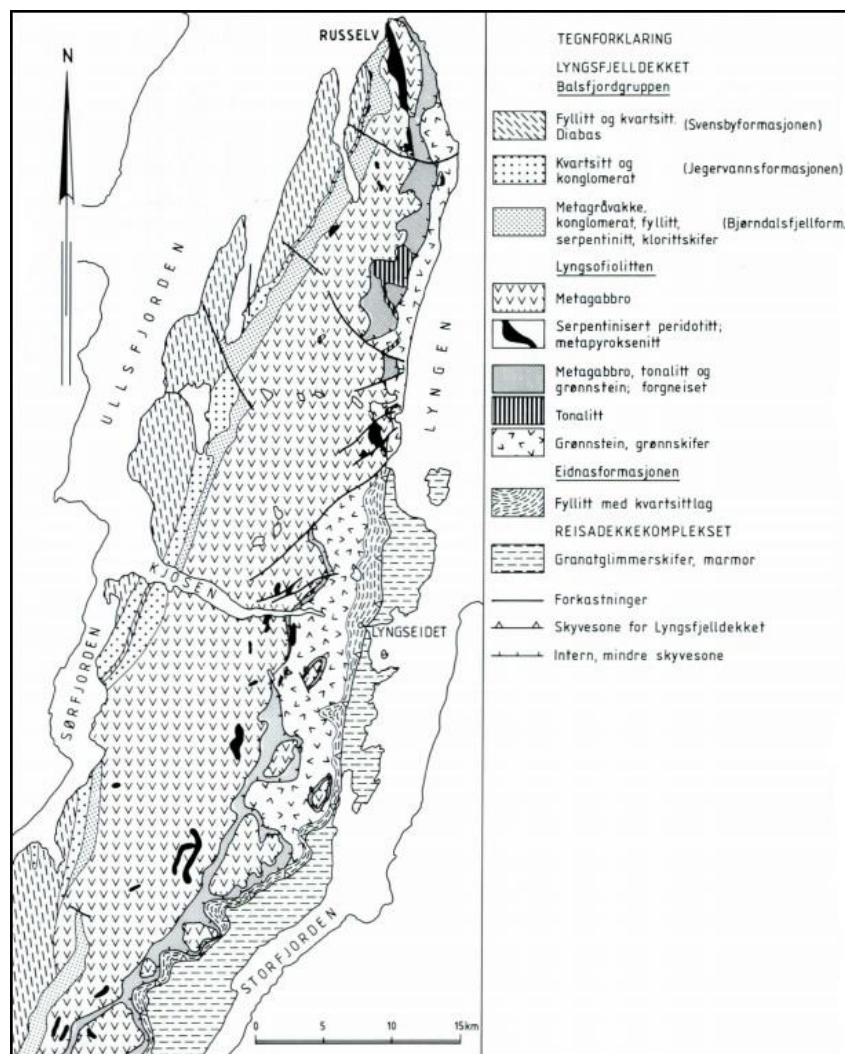 RUSSELV
N
ULLSFJORDEN
LYNGEN
KJOSEN
LYNGSEIDET
SØRFJORDEN
STORFJORDEN
0 5 10 15 km
TEGNFORKLARING
LYNGSFJELLDEKKET
Balsfjordgruppen
Fyllitt og kvartsitt. (Svensbyformasjonen)
Diabas
Kvartsitt og (Jegervannsformasjonen)
konglomerat
Metagråvakke,
konglomerat, fyllitt, (Bjørndalsfjellform.
serpentinitt, klorittskifer
Lyngsofiolitten
Metagabbro
Serpentinisert peridotitt;
metapyroksenitt
Metagabbro, tonalitt og
grønnstein; forgneiset
Tonalitt
Grønnstein, grønnskifer
Eidnasformasjonen
Fyllitt med kvartsittlag
REISADEKKEKOMPLEKSET
Granatglimmerskifer, marmor
Forkastninger
Skyvesone for Lyngsfjelldekket
Intern, mindre skyvesone